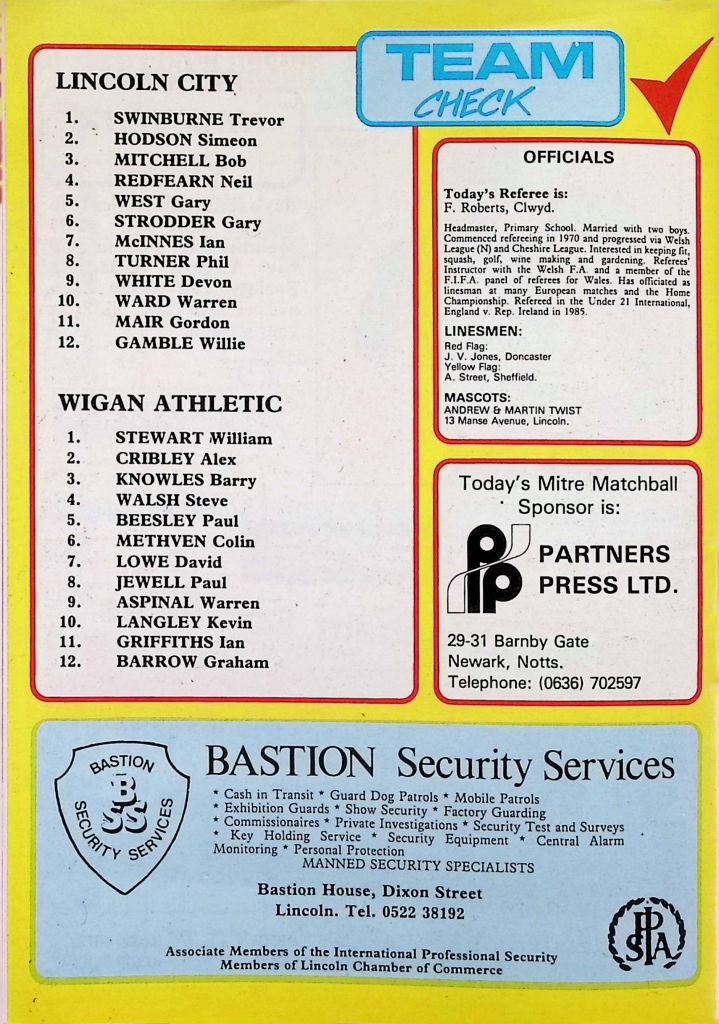 TEAM
CHECK
LINCOLN CITY
1. SWINBURNE Trevor
2. HODSON Simeon
3. MITCHELL Bob
4. REDFEARN Neil
5. WEST Gary
6. STRODDER Gary
7. McINNES Ian
8. TURNER Phil
9. WHITE Devon
10. WARD Warren
11. MAIR Gordon
12. GAMBLE Willie
WIGAN ATHLETIC
1. STEWART William
2. CRIBLEY Alex
3. KNOWLES Barry
4. WALSH Steve
5. BEESLEY Paul
6. METHVEN Colin
7. LOWE David
8. JEWELL Paul
9. ASPINAL Warren
10. LANGLEY Kevin
11. GRIFFITHS Ian
12. BARROW Graham
OFFICIALS
Today's Referee is:
F. Roberts, Clwyd.
Headmaster, Primary School. Married with two boys.
Commenced refereeing in 1970 and progressed via Welsh
League (N) and Cheshire League. Interested in keeping fit,
squash, golf, wine making and gardening. Referees'
Instructor with the Welsh F.A. and a member of the
F.I.F.A. panel of referees for Wales. Has officiated as
linesman at many European matches and the Home
Championship. Refereed in the Under 21 International,
England v. Rep. Ireland in 1985.
LINESMEN:
Red Flag:
J. V. Jones, Doncaster
Yellow Flag:
A. Street, Sheffield.
MASCOTS:
ANDREW & MARTIN TWIST
13 Manse Avenue, Lincoln.
Today's Mitre Matchball
Sponsor is:
PARTNERS
PRESS LTD.
29-31 Barnby Gate
Newark, Notts.
Telephone: (0636) 702597
BASTION
BSS
SECURITY SERVICES
BASTION Security Services
* Cash in Transit * Guard Dog Patrols * Mobile Patrols
* Exhibition Guards * Show Security * Factory Guarding
* Commissionaires * Private Investigations * Security Test and Surveys
* Key Holding Service * Security Equipment * Central Alarm
Monitoring * Personal Protection
MANNED SECURITY SPECIALISTS
Bastion House, Dixon Street
Lincoln. Tel. 0522 38192
IPSA
Associate Members of the International Professional Security
Members of Lincoln Chamber of Commerce